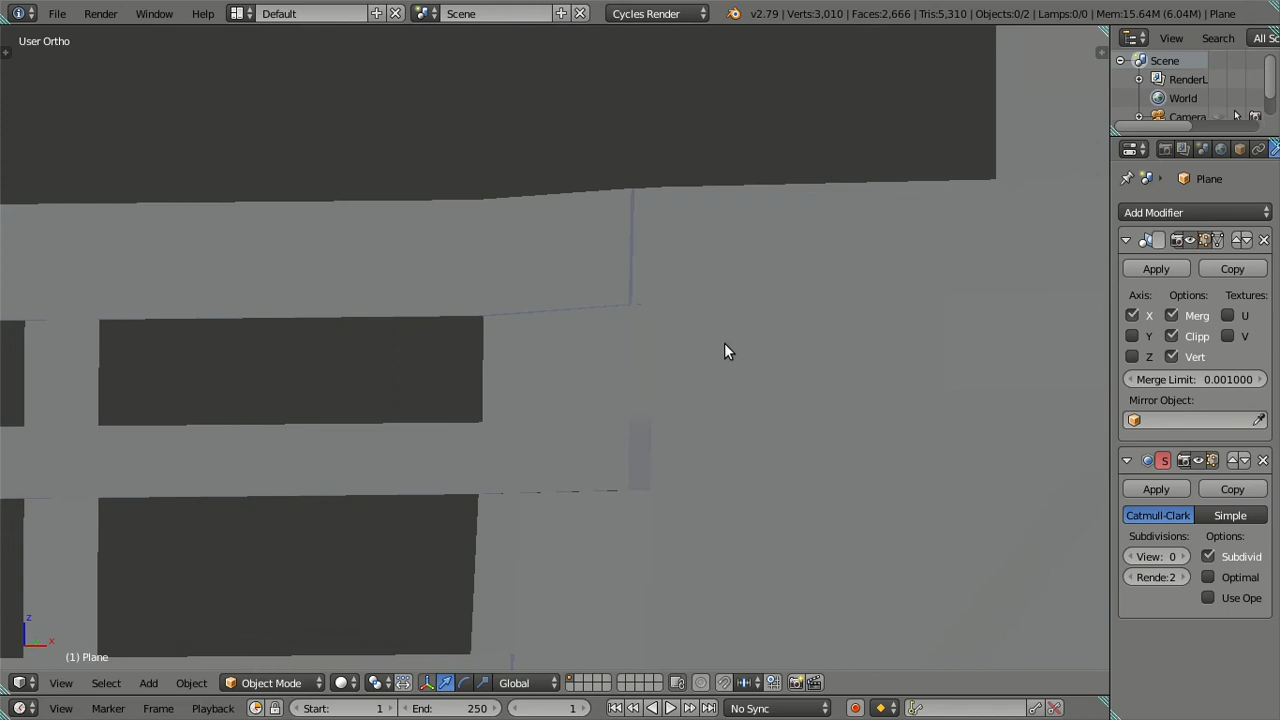 File Render Window Help Default Scene Cycles Render v2.79 | Verts:3,010 | Faces:2,666 | Tris:5,310 | Objects:0/2 | Lamps:0/0 | Mem:15.64M (6.04M) | Plane
User Ortho
View Search All Sc
Scene
RenderL
World
Camera
Plane
Add Modifier
Apply Copy
Axis: Options: Textures:
X Merg U
Y Clipp V
Z Vert
Merge Limit: 0.001000
Mirror Object:
S
Apply Copy
Catmull-Clark Simple
Subdivisions: Options:
View: 0 Subdivid
Rende:2 Optimal
Use Ope
z
x
(1) Plane
View Select Add Object Object Mode Global
View Marker Frame Playback Start: 1 End: 250 1 No Sync